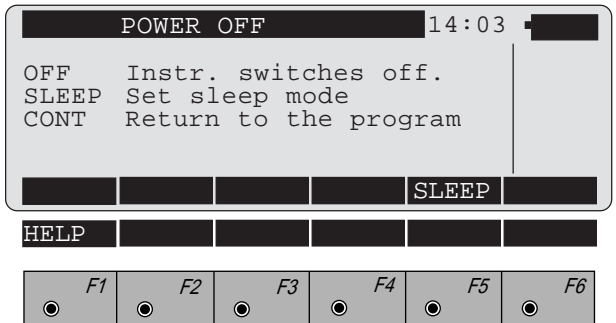 POWER OFF 14:03
OFF Instr. switches off.
SLEEP Set sleep mode
CONT Return to the program
SLEEP
HELP
F1 F2 F3 F4 F5 F6